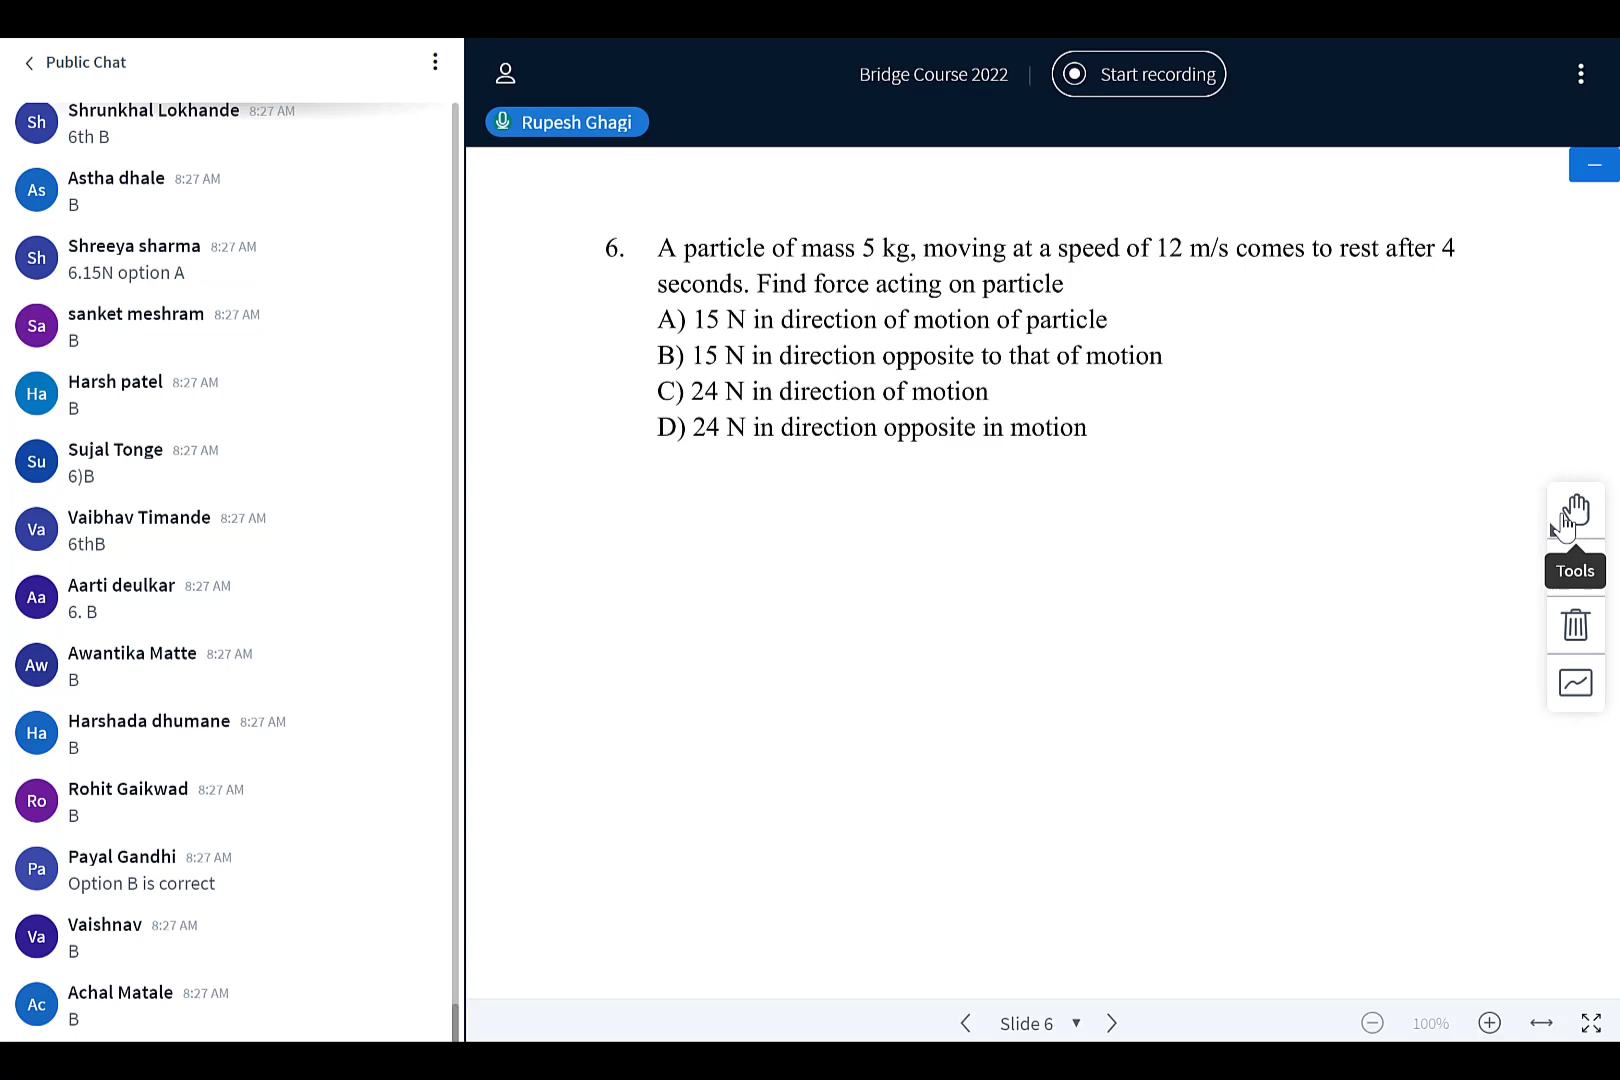 Public Chat
Sh
Shrunkhal Lokhande 8:27 AM
6th B
As
Astha dhale 8:27 AM
B
Sh
Shreeya sharma 8:27 AM
6.15N option A
Sa
sanket meshram 8:27 AM
B
Ha
Harsh patel 8:27 AM
B
Su
Sujal Tonge 8:27 AM
6)B
Va
Vaibhav Timande 8:27 AM
6thB
Aa
Aarti deulkar 8:27 AM
6. B
Aw
Awantika Matte 8:27 AM
B
Ha
Harshada dhumane 8:27 AM
B
Ro
Rohit Gaikwad 8:27 AM
B
Pa
Payal Gandhi 8:27 AM
Option B is correct
Va
Vaishnav 8:27 AM
B
Ac
Achal Matale 8:27 AM
B
Bridge Course 2022 | Start recording
Rupesh Ghagi
6. A particle of mass 5 kg, moving at a speed of 12 m/s comes to rest after 4
seconds. Find force acting on particle
A) 15 N in direction of motion of particle
B) 15 N in direction opposite to that of motion
C) 24 N in direction of motion
D) 24 N in direction opposite in motion
Tools
Slide 6
100%